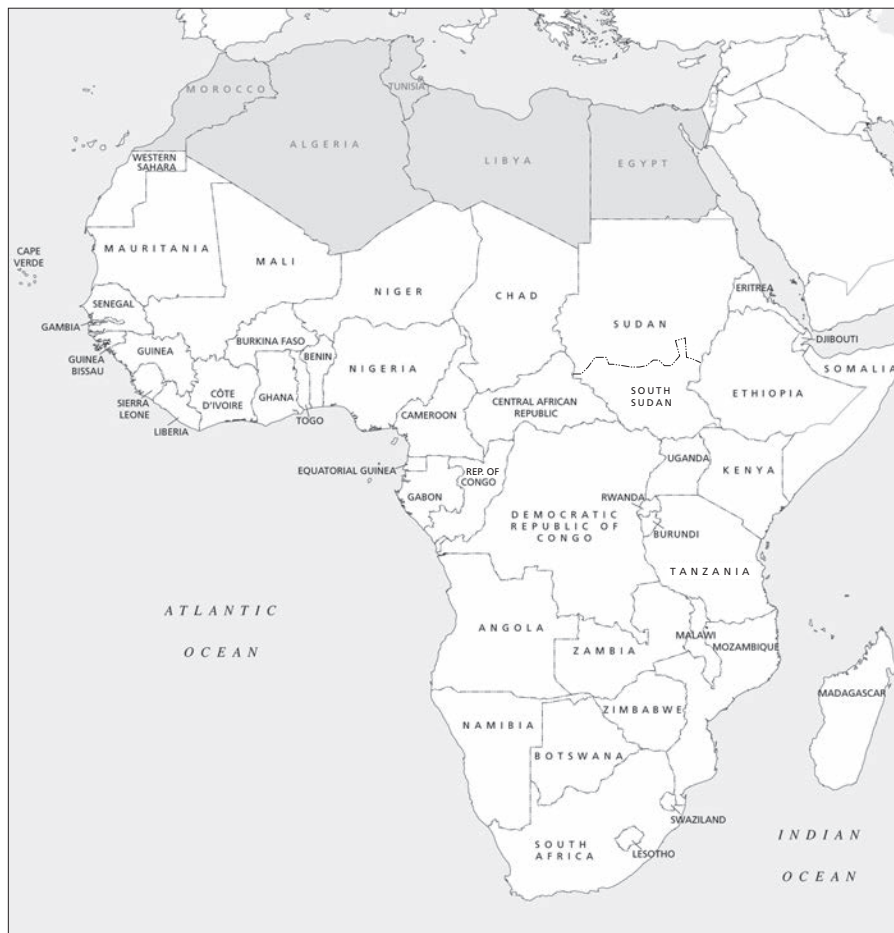 MOROCCO
TUNISIA
ALGERIA
LIBYA
EGYPT
WESTERN
SAHARA
MAURITANIA
MALI
NIGER
CHAD
SUDAN
ERITREA
CAPE
VERDE
SENEGAL
GAMBIA
GUINEA
BISSAU
GUINEA
BURKINA FASO
BENIN
NIGERIA
DJIBOUTI
SOMALIA
ETHIOPIA
SOUTH
SUDAN
SIERRA
LEONE
LIBERIA
CÔTE
D'IVOIRE
GHANA
TOGO
CAMEROON
CENTRAL AFRICAN
REPUBLIC
EQUATORIAL GUINEA
GABON
REP. OF
CONGO
UGANDA
KENYA
RWANDA
DEMOCRATIC
REPUBLIC OF
CONGO
BURUNDI
TANZANIA
ATLANTIC
OCEAN
ANGOLA
ZAMBIA
MALAWI
MOZAMBIQUE
MADAGASCAR
NAMIBIA
ZIMBABWE
BOTSWANA
SWAZILAND
SOUTH
AFRICA
LESOTHO
INDIAN
OCEAN